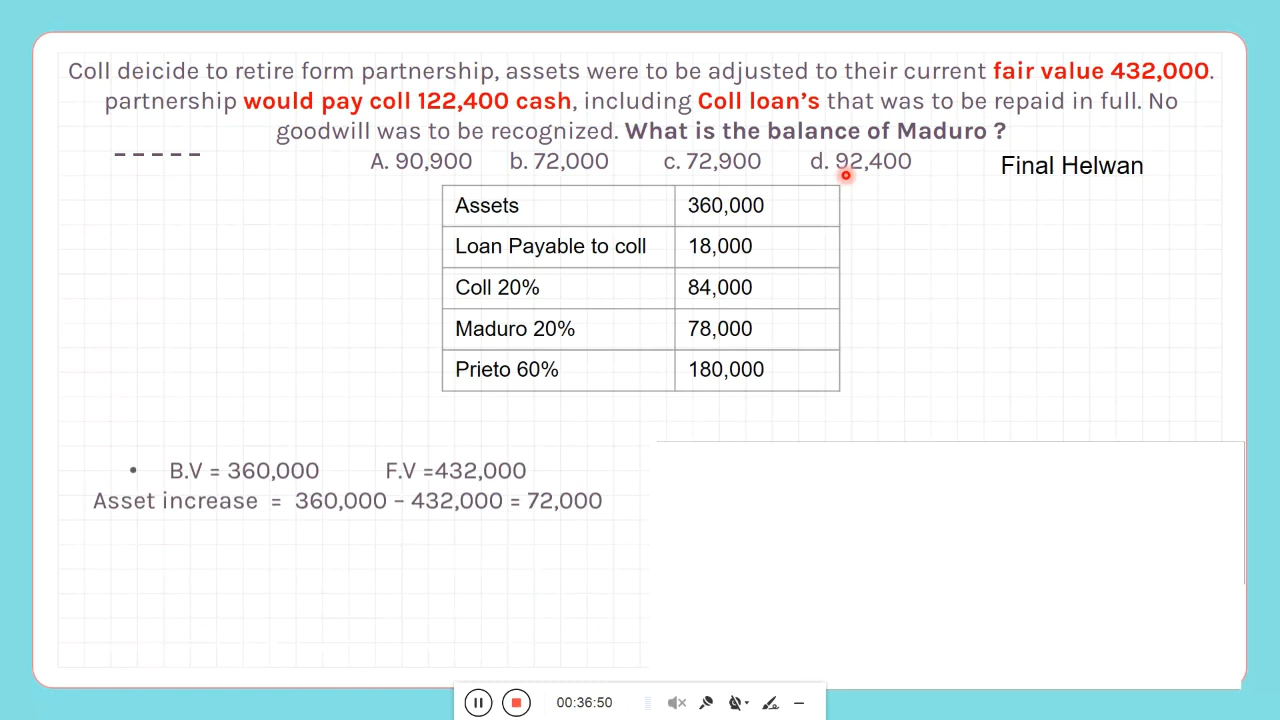 Coll deicide to retire form partnership, assets were to be adjusted to their current fair value 432,000.
partnership would pay coll 122,400 cash, including Coll loan’s that was to be repaid in full. No
goodwill was to be recognized. What is the balance of Maduro ?
A. 90,900 b. 72,000 c. 72,900 d. 92,400
Final Helwan
Assets 360,000
Loan Payable to coll 18,000
Coll 20% 84,000
Maduro 20% 78,000
Prieto 60% 180,000
• B.V = 360,000 F.V =432,000
Asset increase = 360,000 – 432,000 = 72,000
00:36:50